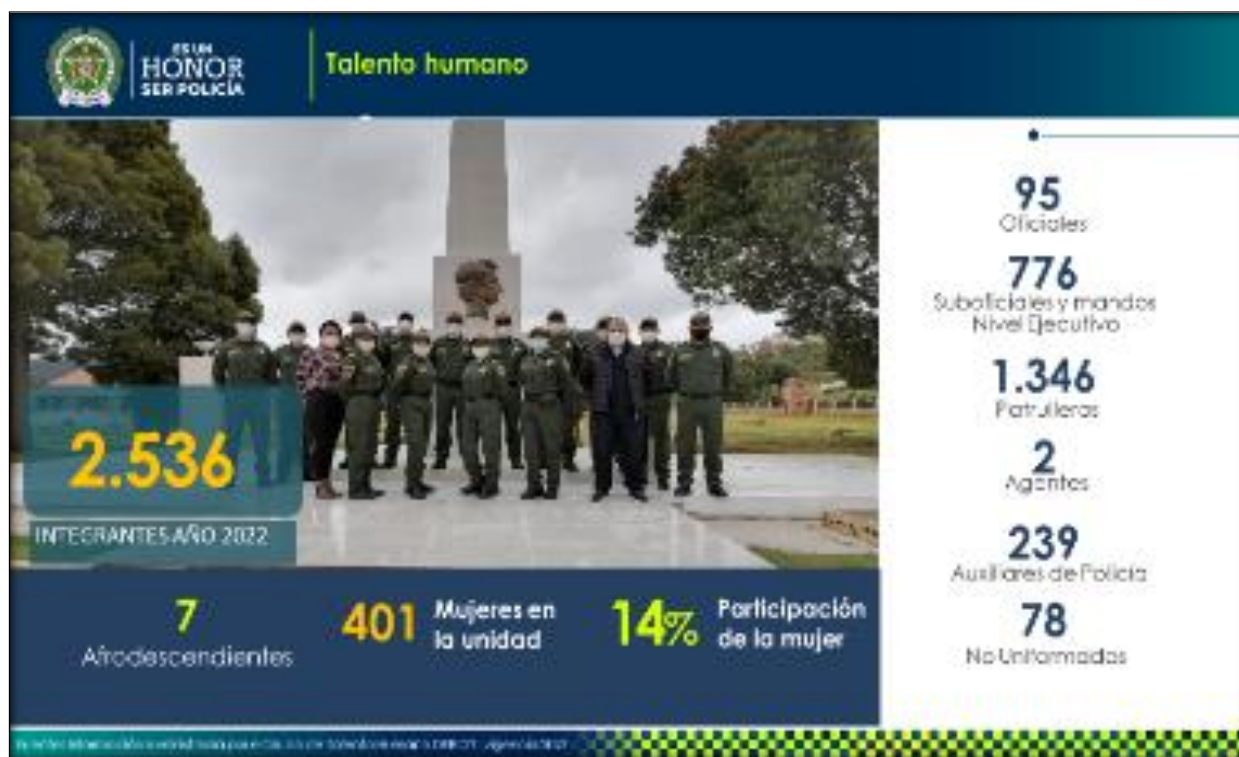 ES UN
HONOR
SER POLICÍA
Talento humano
95
Oficiales
776
Suboficiales y mandos
Nivel Ejecutivo
1.346
Patrulleros
2
Agentes
239
Auxiliares de Policía
78
No Uniformados
2.536
INTEGRANTES AÑO 2022
7
Afrodescendientes
401 Mujeres en
la unidad
14% Participación
de la mujer